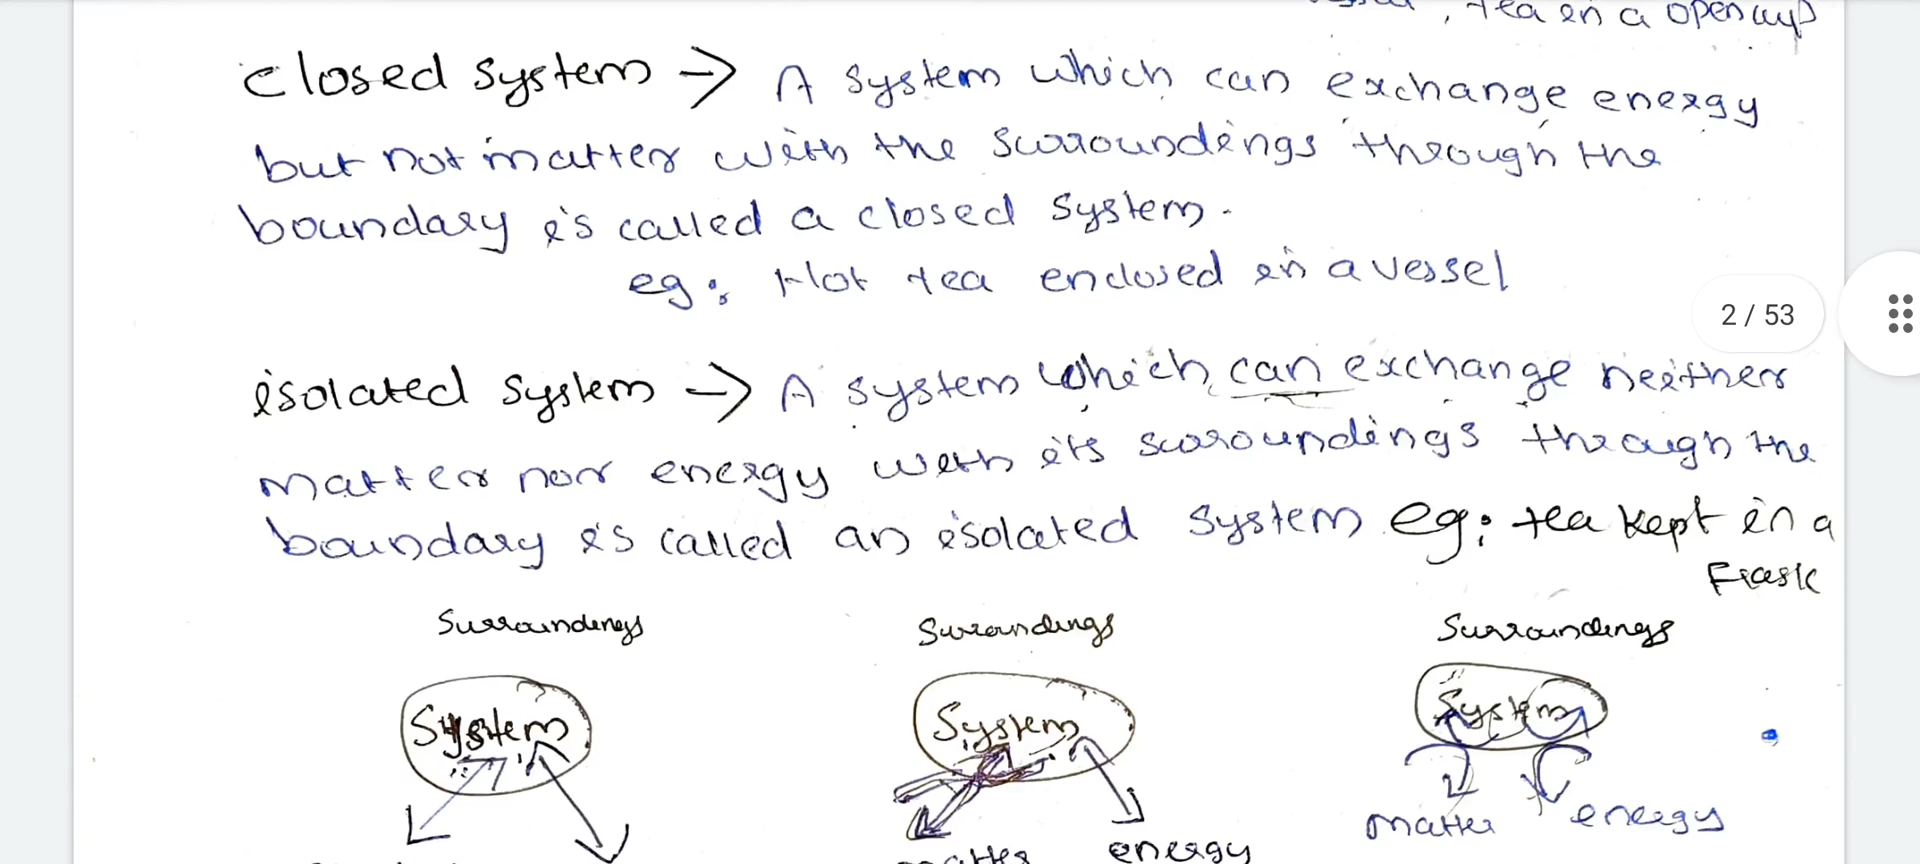 , tea in a open cup
closed system → A system which can exchange energy
but not matter with the surroundings through the
boundary is called a closed system.
eg: Hot tea enclosed in a vessel
2 / 53
isolated system → A system which can exchange neither
matter nor energy with its surroundings through the
boundary is called an isolated system eg: tea kept in a
Flask
Surroundings Suroundings Surroundings
System System System
matter energy matter energy